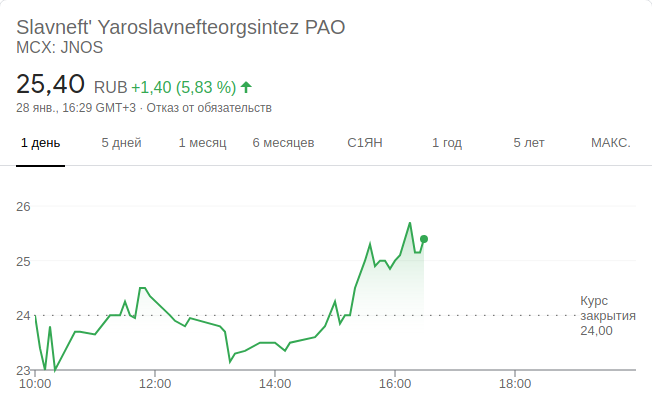 Slavneft' Yaroslavnefteorgsintez PAO
MCX: JNOS
25,40 RUB +1,40 (5,83 %)
28 янв., 16:29 GMT+3 · Отказ от обязательств
1 день 5 дней 1 месяц 6 месяцев С1ЯН 1 год 5 лет МАКС.
26
25
24
23
Курс
закрытия
24,00
10:00 12:00 14:00 16:00 18:00